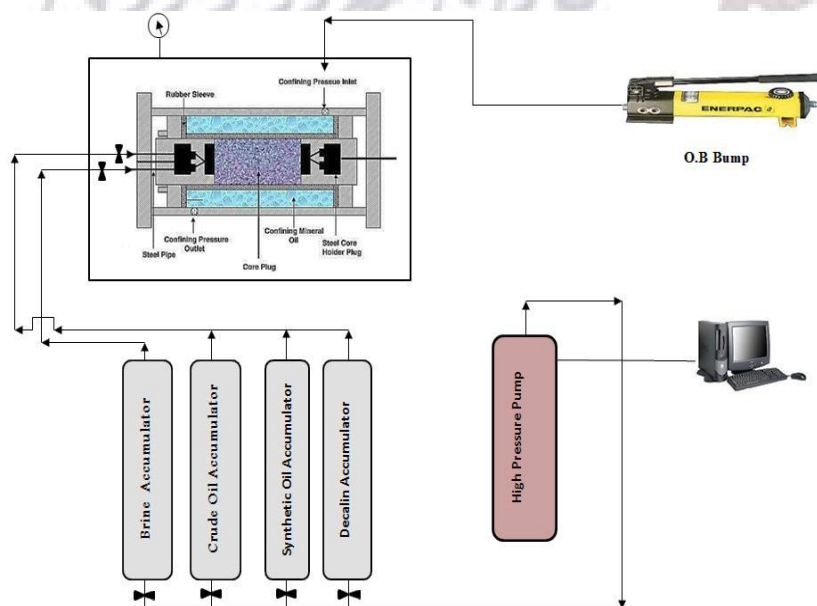 Confining Pressue Inlet
Rubber Sleeve
ENERPAC
O.B Bump
Confining Pressure
Outlet
Confining Mineral
Oil
Steel Core
Holder Plug
Steel Pipe
Core Plug
Brine Accumulator
Crude Oil Accumulator
Synthetic Oil Accumulator
Decalin Accumulator
High Pressure Pump